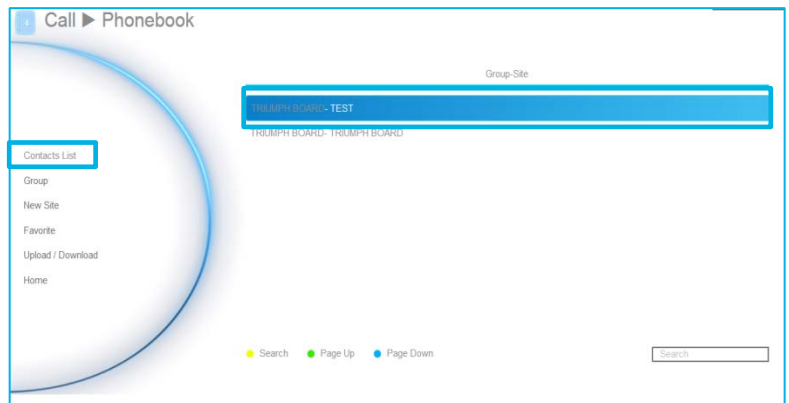 Call ▶ Phonebook
Group-Site
TRIUMPH BOARD- TEST
TRIUMPH BOARD- TRIUMPH BOARD
Contacts List
Group
New Site
Favorite
Upload / Download
Home
Search Page Up Page Down Search